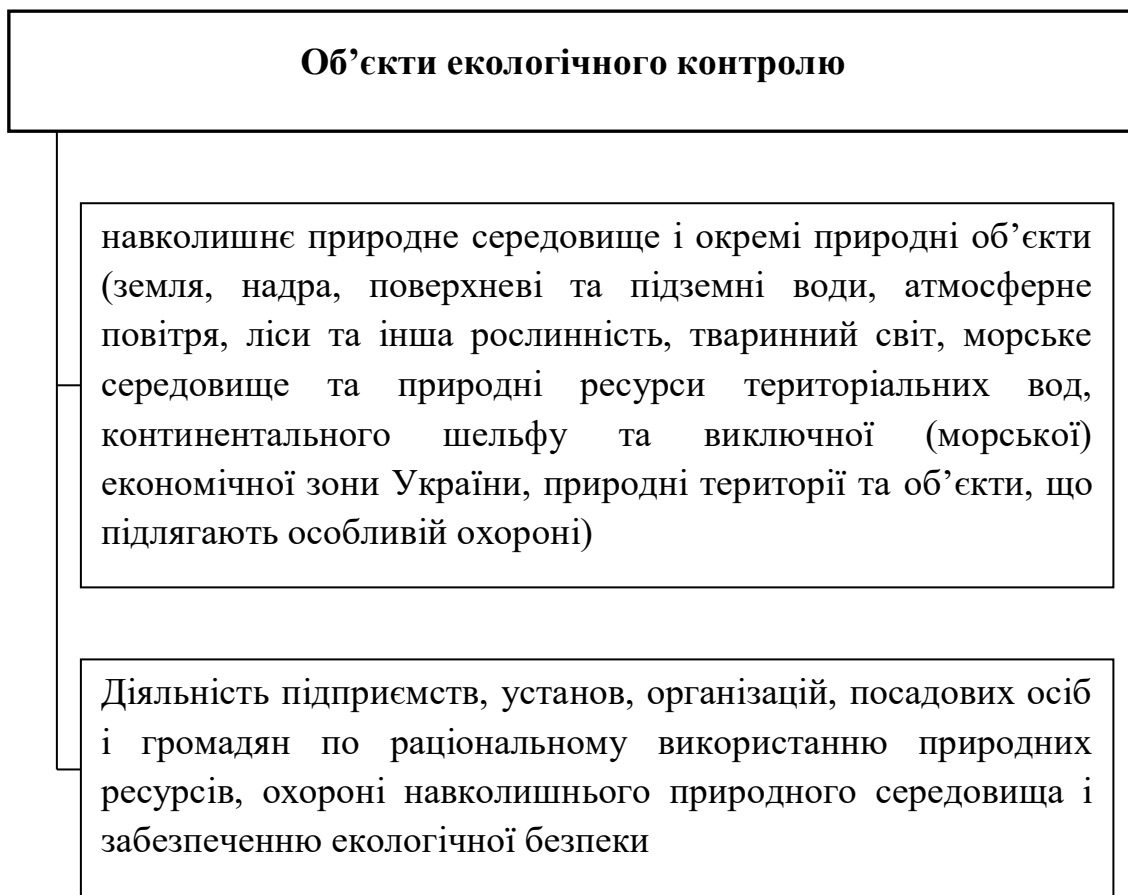 Об’єкти екологічного контролю
навколишнє природне середовище і окремі природні об’єкти
(земля, надра, поверхневі та підземні води, атмосферне
повітря, ліси та інша рослинність, тваринний світ, морське
середовище та природні ресурси територіальних вод,
континентального шельфу та виключної (морської)
економічної зони України, природні території та об’єкти, що
підлягають особливій охороні)
Діяльність підприємств, установ, організацій, посадових осіб
і громадян по раціональному використанню природних
ресурсів, охороні навколишнього природного середовища і
забезпеченню екологічної безпеки